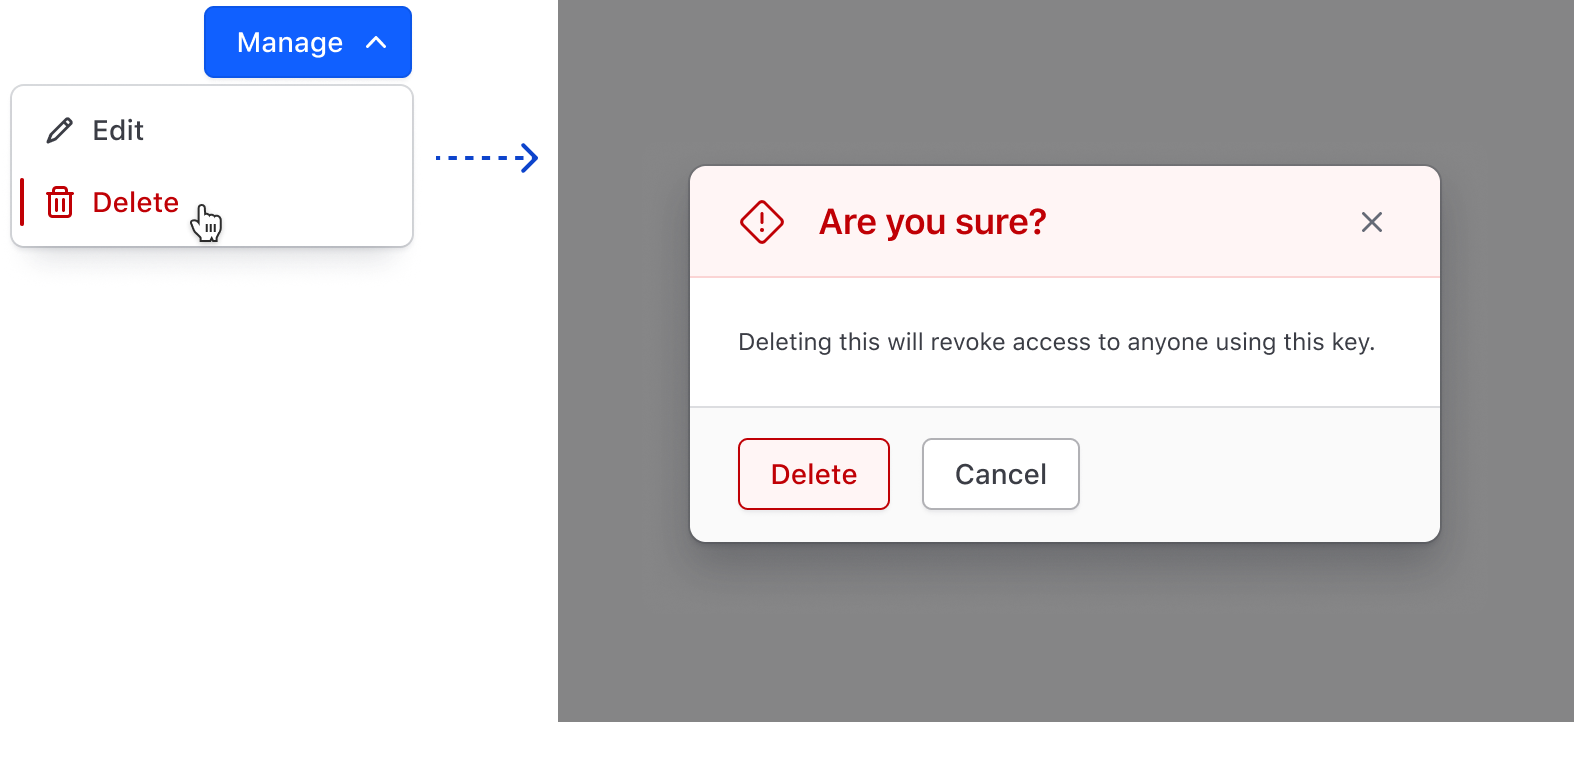 Manage
Edit
Delete
Are you sure?
Deleting this will revoke access to anyone using this key.
Delete
Cancel